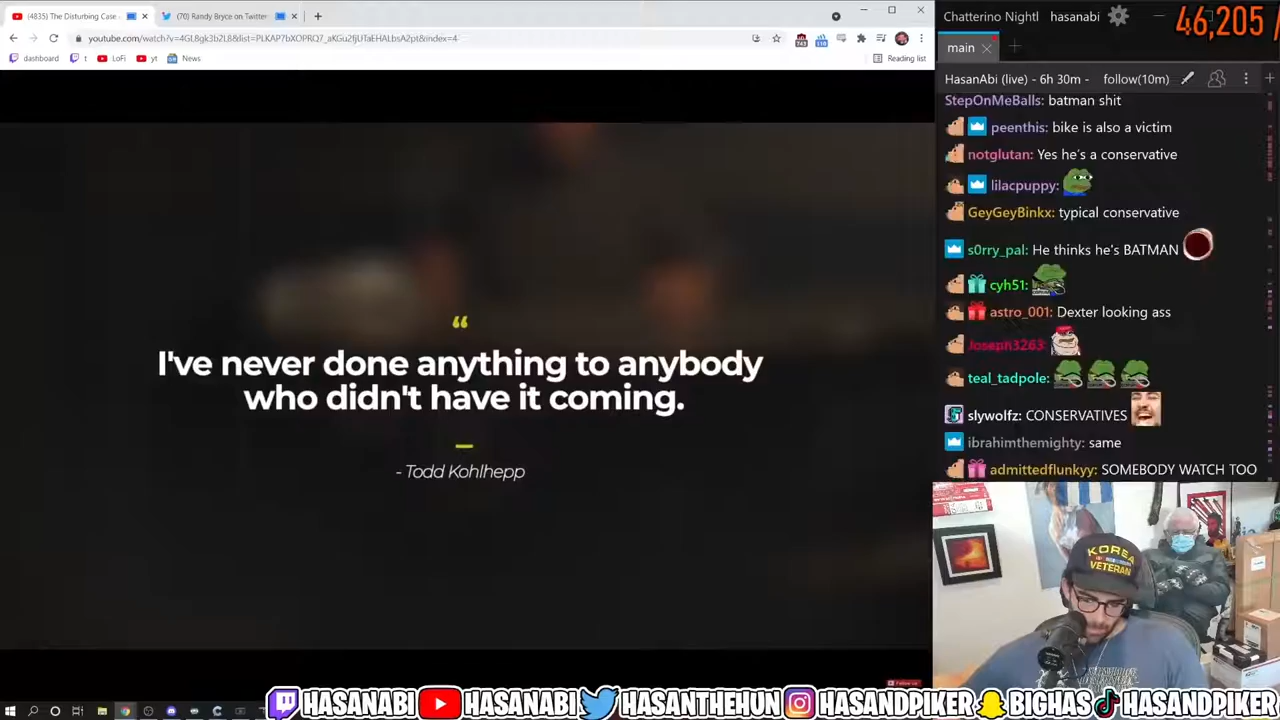 (4835) The Disturbing Case -
(70) Randy Bryce on Twitter
youtube.com/watch?v=4GL8gk3b2L8&list=PLKAP7bXOPRQ7_aKGu2fjUTaEHALbsA2pt&index=4
dashboard
t
LoFi
yt
News
Reading list
“
I've never done anything to anybody
who didn't have it coming.
- Todd Kohlhepp
Chatterino Nightl
hasanabi
46,205 /
main
HasanAbi (live) - 6h 30m -
follow(10m)
StepOnMeBalls: batman shit
peenthis: bike is also a victim
notglutan: Yes he's a conservative
lilacpuppy:
GeyGeyBinkx: typical conservative
s0rry_pal: He thinks he's BATMAN
cyh51:
astro_001: Dexter looking ass
Joseph3263:
teal_tadpole:
slywolfz: CONSERVATIVES
ibrahimthemighty: same
admittedflunkyy: SOMEBODY WATCH TOO
KOREA
VETERAN
Follow us
HASANABI
HASANABI
HASANTHEHUN
HASANDPIKER
BIGHAS
HASANDPIKER